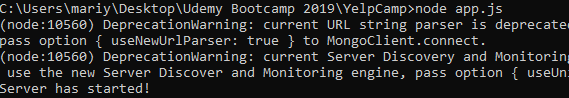 C:\Users\mariy\Desktop\Udemy Bootcamp 2019\YelpCamp>node app.js
(node:10560) DeprecationWarning: current URL string parser is deprecate
pass option { useNewUrlParser: true } to MongoClient.connect.
(node:10560) DeprecationWarning: current Server Discovery and Monitoring
 use the new Server Discover and Monitoring engine, pass option { useUni
Server has started!